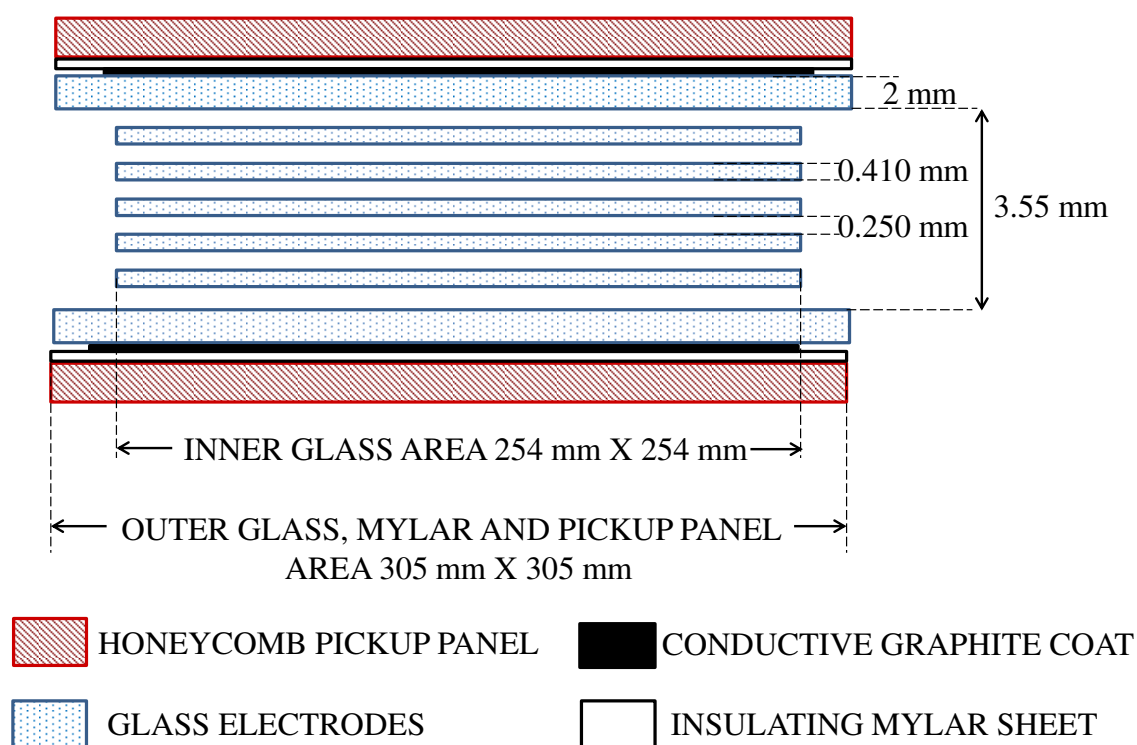 2 mm
0.410 mm
3.55 mm
0.250 mm
INNER GLASS AREA 254 mm X 254 mm
OUTER GLASS, MYLAR AND PICKUP PANEL
AREA 305 mm X 305 mm
HONEYCOMB PICKUP PANEL
CONDUCTIVE GRAPHITE COAT
GLASS ELECTRODES
INSULATING MYLAR SHEET